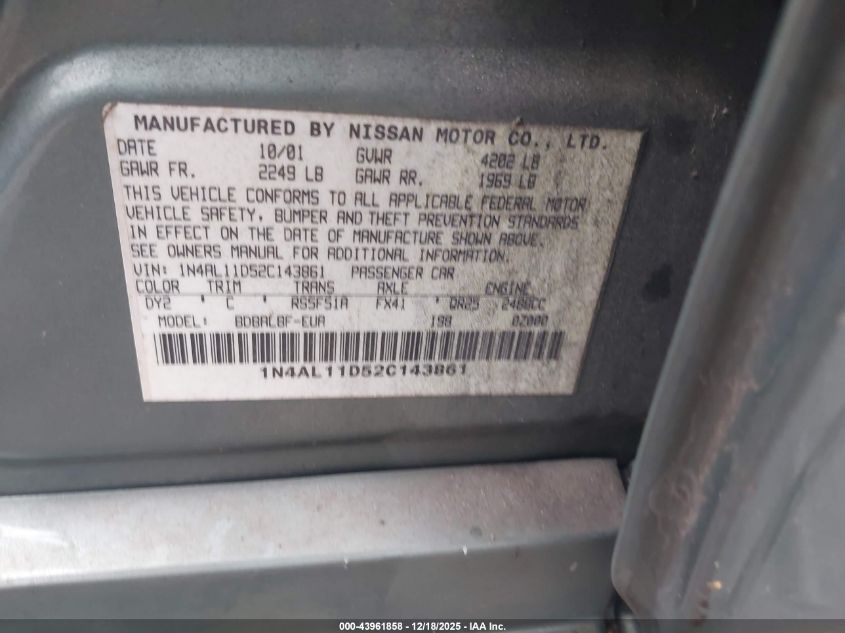 MANUFACTURED BY NISSAN MOTOR CO., LTD.
DATE 10/01 GVWR 4202 LB
GAWR FR. 2249 LB GAWR RR. 1969 LB
THIS VEHICLE CONFORMS TO ALL APPLICABLE FEDERAL MOTOR
VEHICLE SAFETY, BUMPER AND THEFT PREVENTION STANDARDS
IN EFFECT ON THE DATE OF MANUFACTURE SHOWN ABOVE.
SEE OWNERS MANUAL FOR ADDITIONAL INFORMATION.
VIN: 1N4AL11D52C143861 PASSENGER CAR
COLOR TRIM TRANS AXLE ENGINE
DY2 ' C ' RS5F51A FX41 ' QR25 2488CC
MODEL: BDBALBF-EUA 198 0Z000
1N4AL11D52C143861
000-43961858 - 12/18/2025 - IAA Inc.